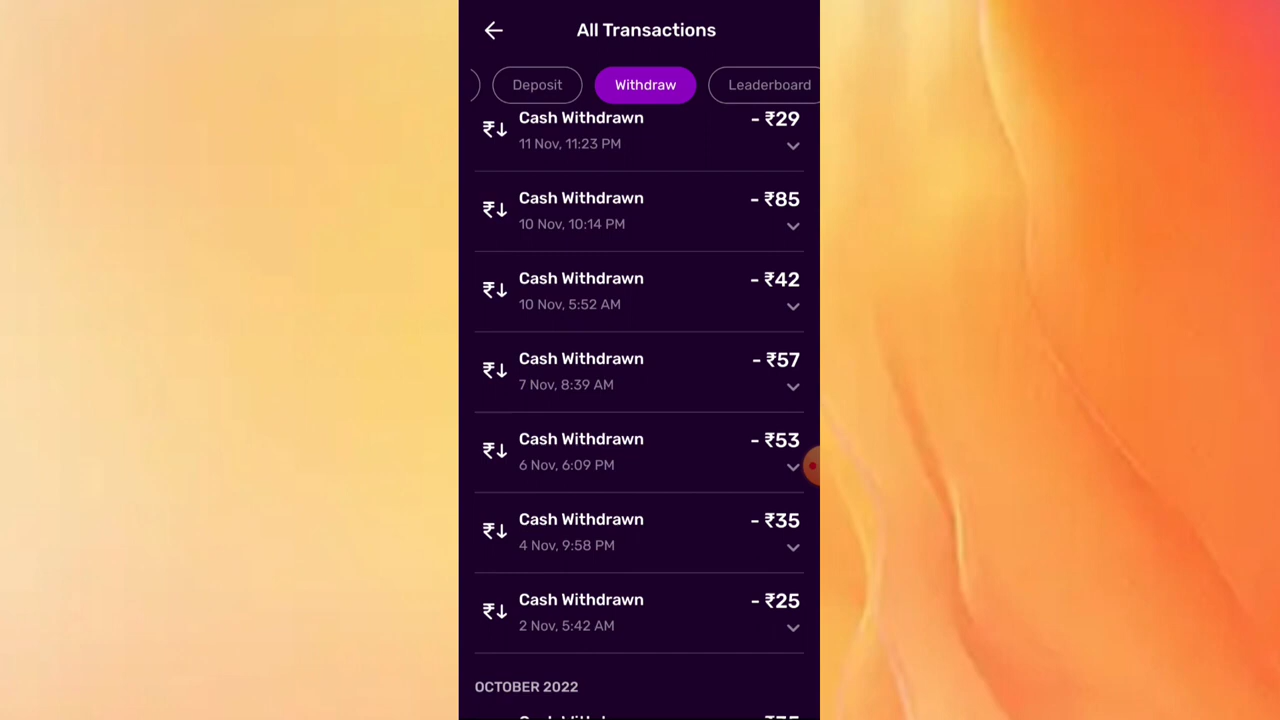 All Transactions
Deposit
Withdraw
Leaderboard
Cash Withdrawn
- ₹29
11 Nov, 11:23 PM
Cash Withdrawn
- ₹85
10 Nov, 10:14 PM
Cash Withdrawn
- ₹42
10 Nov, 5:52 AM
Cash Withdrawn
- ₹57
7 Nov, 8:39 AM
Cash Withdrawn
- ₹53
6 Nov, 6:09 PM
Cash Withdrawn
- ₹35
4 Nov, 9:58 PM
Cash Withdrawn
- ₹25
2 Nov, 5:42 AM
OCTOBER 2022